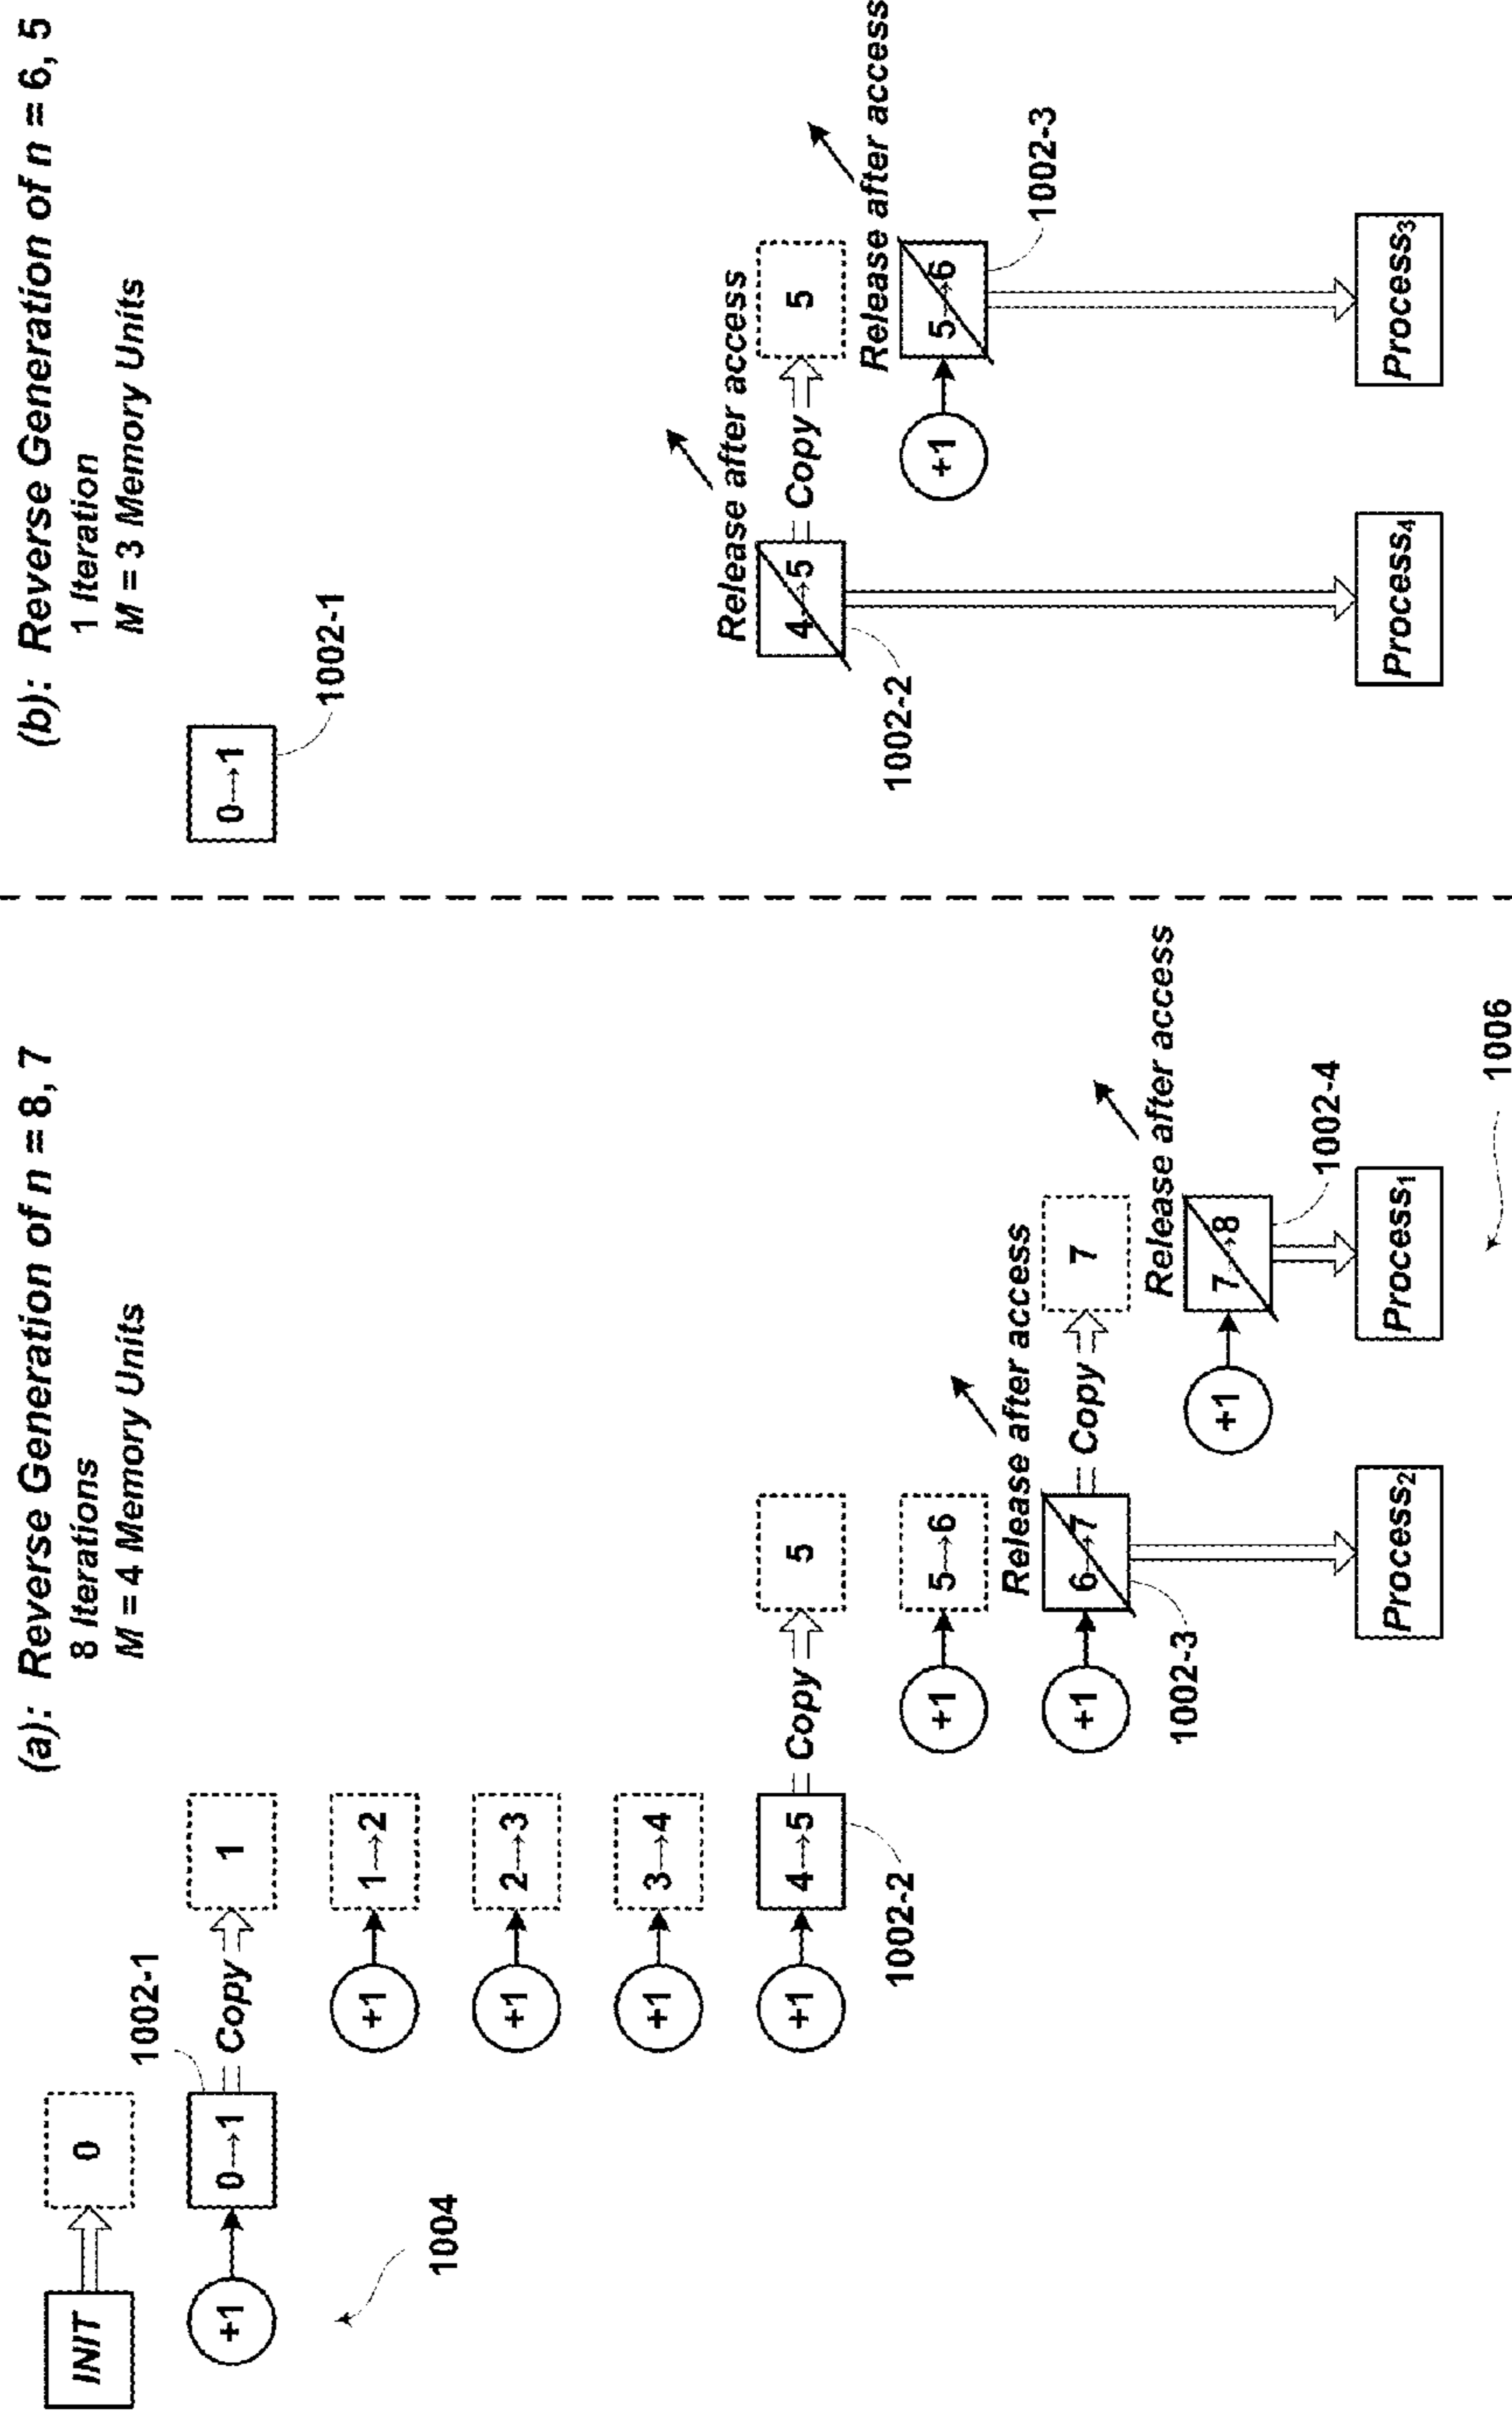 (a): Reverse Generation of n = 8, 7
8 Iterations
M = 4 Memory Units
INIT
0
+1
0→1
1002-1
Copy
1
1004
+1
1→2
+1
2→3
+1
3→4
+1
4→5
1002-2
Copy
5
+1
5→6
+1
6→7
1002-3
Release after access
Copy
7
+1
7→8
1002-4
Release after access
Process2
Process1
1006
(b): Reverse Generation of n = 6, 5
1 Iteration
M = 3 Memory Units
0→1
1002-1
Release after access
4→5
1002-2
Copy
5
Release after access
+1
5→6
1002-3
Process4
Process3